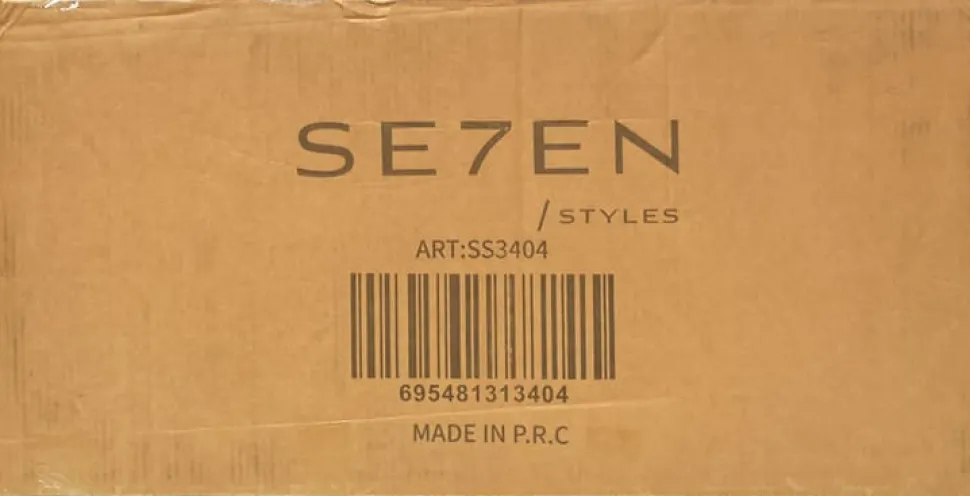 SE7EN
/STYLES
ART:SS3404
695481313404
MADE IN P.R.C